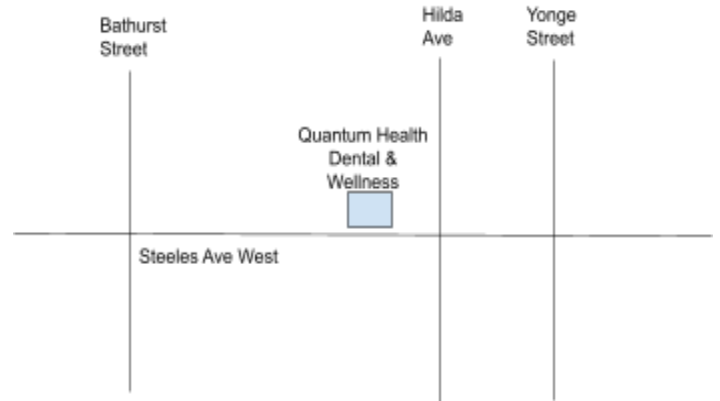 Bathurst
Street
Hilda
Ave
Yonge
Street
Quantum Health
Dental &
Wellness
Steeles Ave West